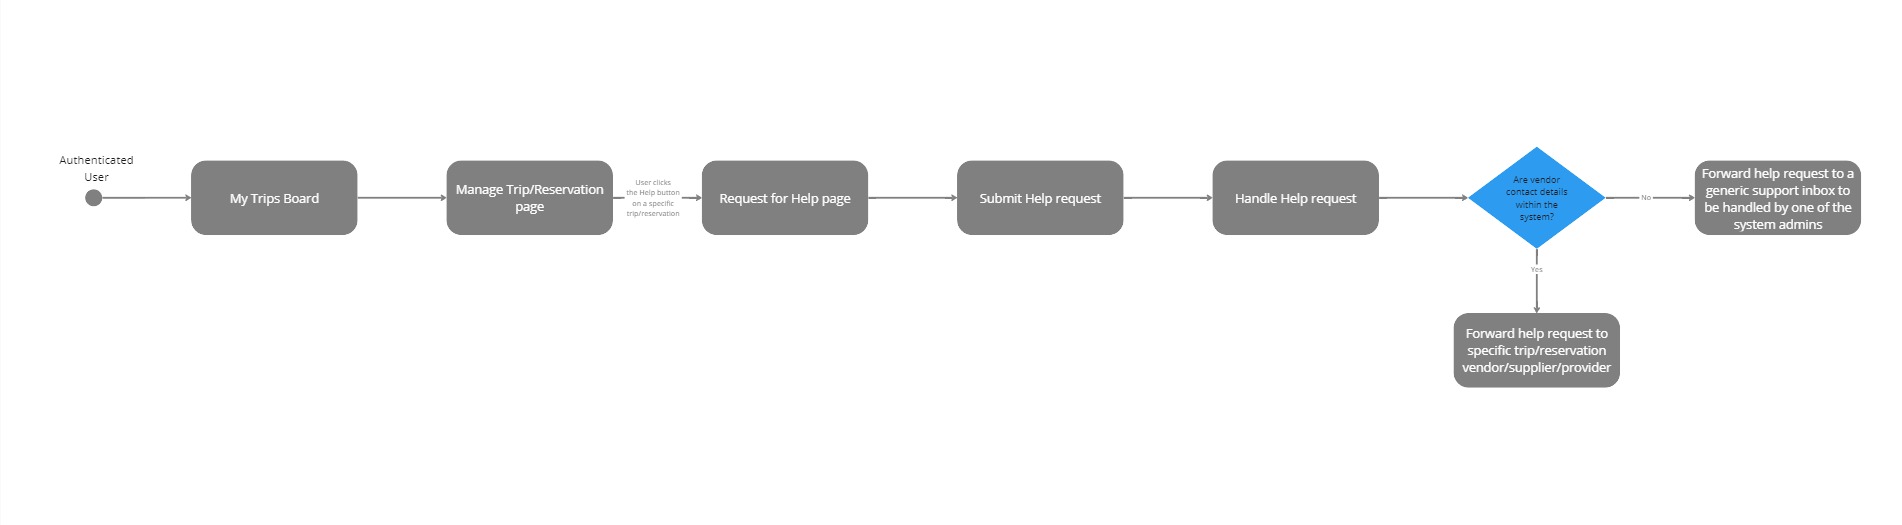 Authenticated
User
My Trips Board
Manage Trip/Reservation
page
User clicks
the Help button
on a specific
trip/reservation
Request for Help page
Submit Help request
Handle Help request
Are vendor
contact details
within the
system?
No
Forward help request to a
generic support inbox to
be handled by one of the
system admins
Yes
Forward help request to
specific trip/reservation
vendor/supplier/provider